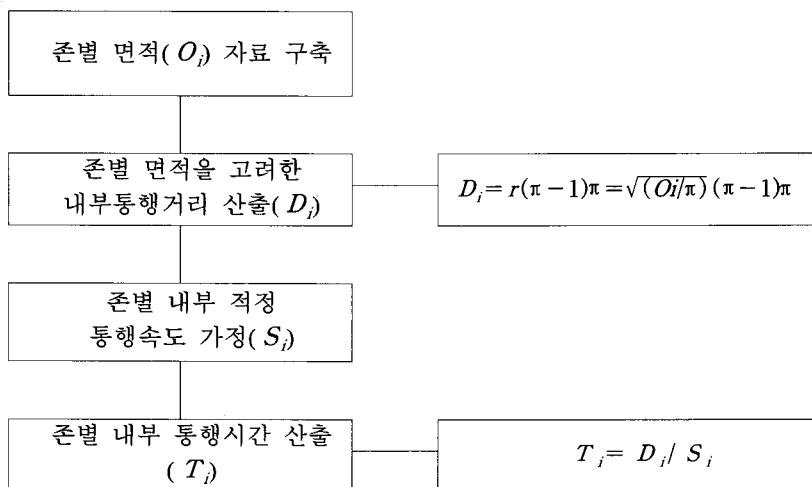 존별 면적(O_i) 자료 구축
존별 면적을 고려한
내부통행거리 산출(D_i)
D_i = r(π-1)π = √(Oi/π) (π-1)π
존별 내부 적정
통행속도 가정(S_i)
존별 내부 통행시간 산출
(T_i)
T_i = D_i / S_i